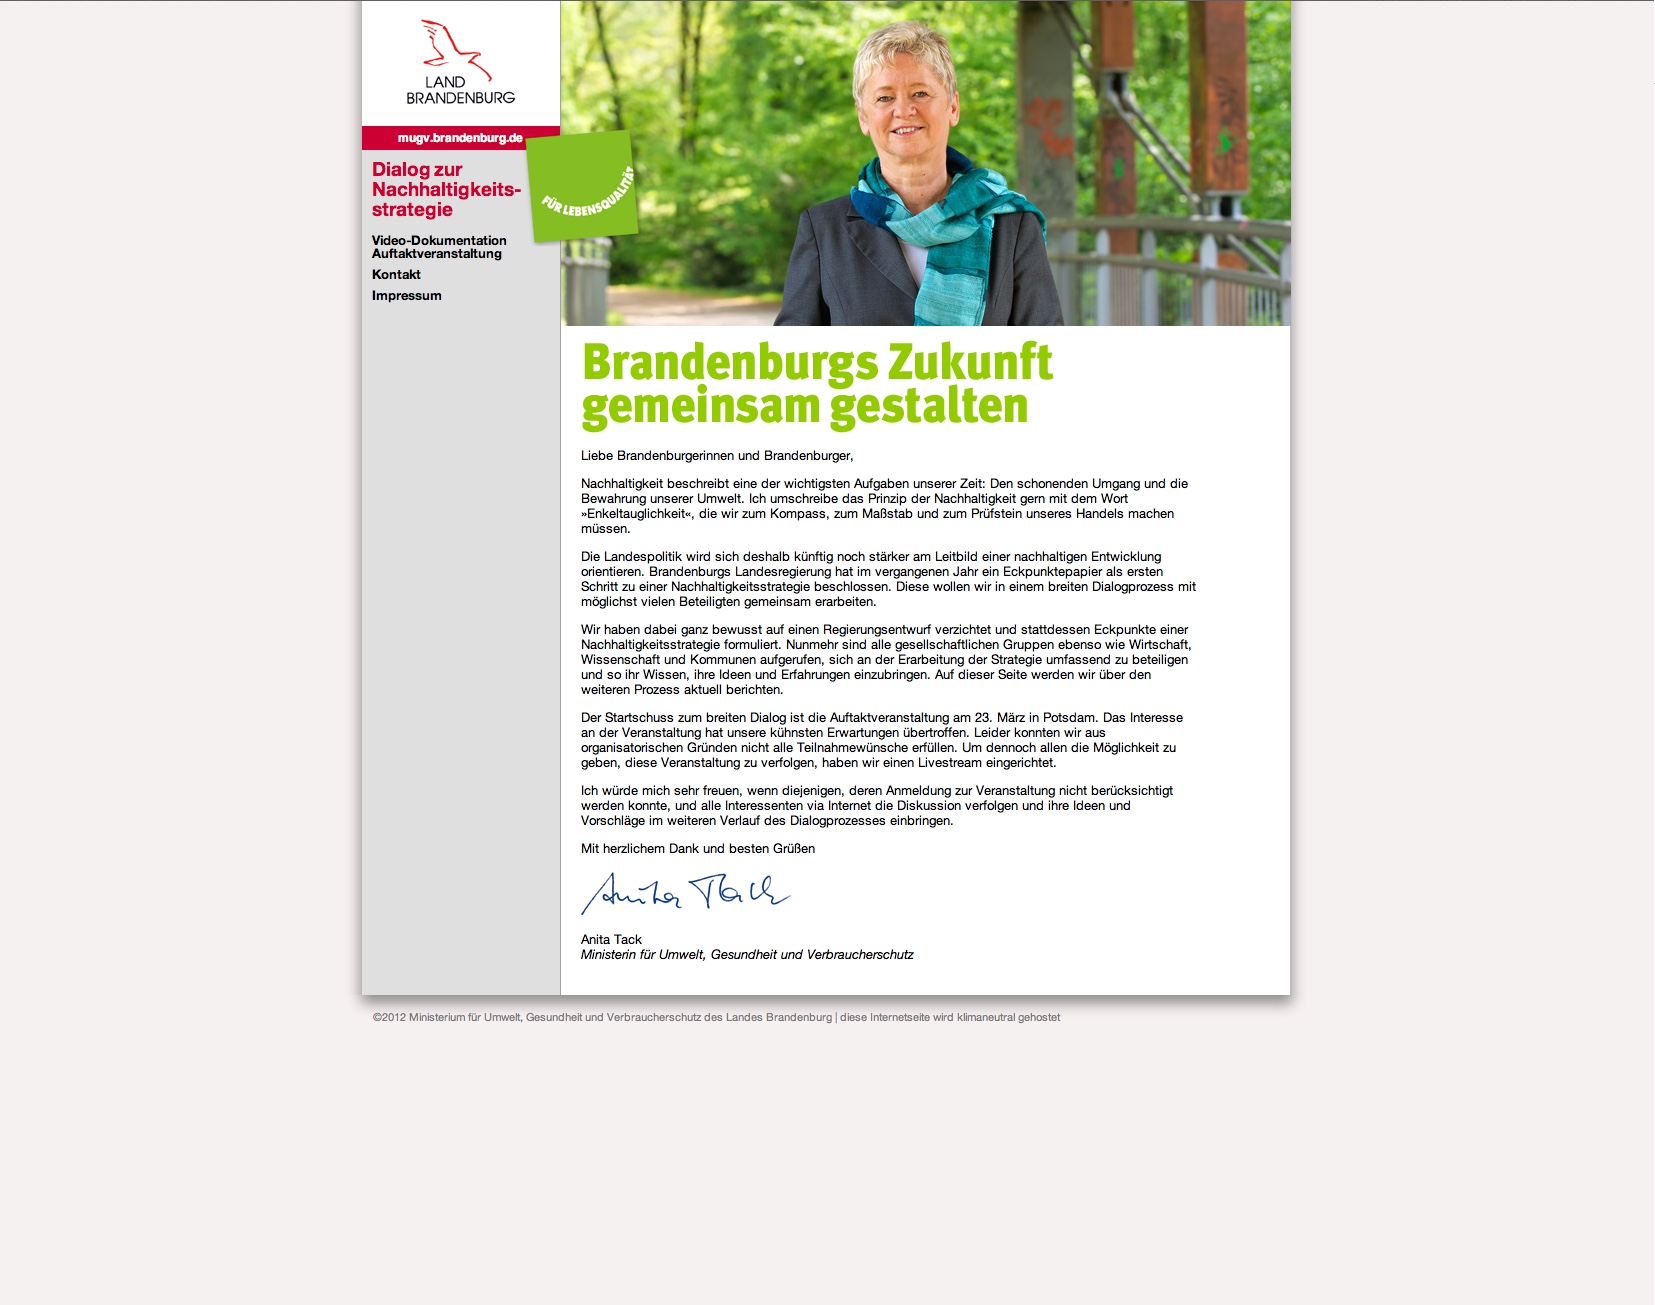 LAND
BRANDENBURG
mugv.brandenburg.de
Dialog zur
Nachhaltigkeits-
strategie
FÜR LEBENSQUALITÄT
Video-Dokumentation
Auftaktveranstaltung
Kontakt
Impressum
Brandenburgs Zukunft
gemeinsam gestalten
Liebe Brandenburgerinnen und Brandenburger,
Nachhaltigkeit beschreibt eine der wichtigsten Aufgaben unserer Zeit: Den schonenden Umgang und die
Bewahrung unserer Umwelt. Ich umschreibe das Prinzip der Nachhaltigkeit gern mit dem Wort
»Enkeltauglichkeit«, die wir zum Kompass, zum Maßstab und zum Prüfstein unseres Handels machen
müssen.
Die Landespolitik wird sich deshalb künftig noch stärker am Leitbild einer nachhaltigen Entwicklung
orientieren. Brandenburgs Landesregierung hat im vergangenen Jahr ein Eckpunktepapier als ersten
Schritt zu einer Nachhaltigkeitsstrategie beschlossen. Diese wollen wir in einem breiten Dialogprozess mit
möglichst vielen Beteiligten gemeinsam erarbeiten.
Wir haben dabei ganz bewusst auf einen Regierungsentwurf verzichtet und stattdessen Eckpunkte einer
Nachhaltigkeitsstrategie formuliert. Nunmehr sind alle gesellschaftlichen Gruppen ebenso wie Wirtschaft,
Wissenschaft und Kommunen aufgerufen, sich an der Erarbeitung der Strategie umfassend zu beteiligen
und so ihr Wissen, ihre Ideen und Erfahrungen einzubringen. Auf dieser Seite werden wir über den
weiteren Prozess aktuell berichten.
Der Startschuss zum breiten Dialog ist die Auftaktveranstaltung am 23. März in Potsdam. Das Interesse
an der Veranstaltung hat unsere kühnsten Erwartungen übertroffen. Leider konnten wir aus
organisatorischen Gründen nicht alle Teilnahmewünsche erfüllen. Um dennoch allen die Möglichkeit zu
geben, diese Veranstaltung zu verfolgen, haben wir einen Livestream eingerichtet.
Ich würde mich sehr freuen, wenn diejenigen, deren Anmeldung zur Veranstaltung nicht berücksichtigt
werden konnte, und alle Interessenten via Internet die Diskussion verfolgen und ihre Ideen und
Vorschläge im weiteren Verlauf des Dialogprozesses einbringen.
Mit herzlichem Dank und besten Grüßen
Anita Tack
Anita Tack
Ministerin für Umwelt, Gesundheit und Verbraucherschutz
©2012 Ministerium für Umwelt, Gesundheit und Verbraucherschutz des Landes Brandenburg | diese Internetseite wird klimaneutral gehostet